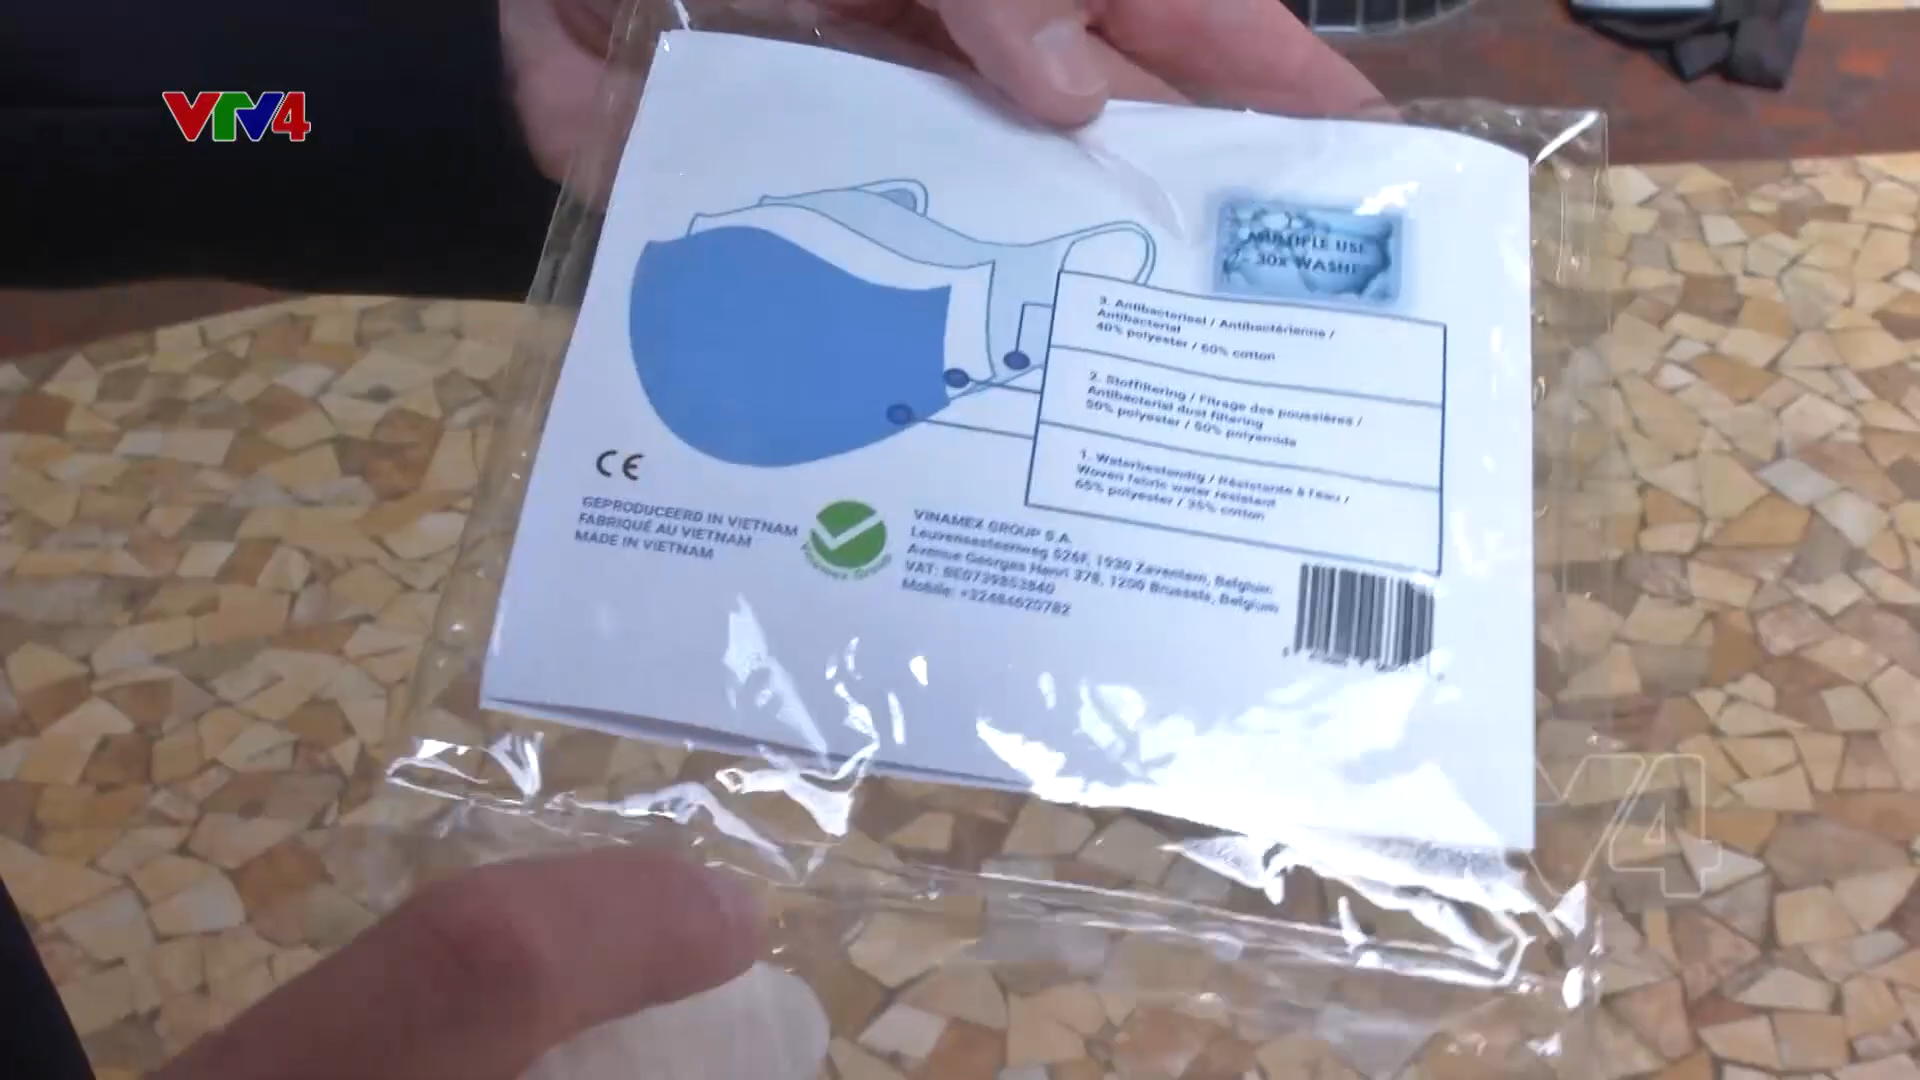 VTV4
MULTIPLE USE
- 30x WASHE
3. Antibacterieel / Antibactérienne /
Antibacterial
40% polyester / 60% cotton
2. Stoffiltering / Fitrage des poussières /
Antibacterial dust filtering
50% polyester / 50% polyamide
1. Waterbestendig / Résistante à l'eau /
Woven fabric water resistant
65% polyester / 35% cotton
CE
GEPRODUCEERD IN VIETNAM
FABRIQUÉ AU VIETNAM
MADE IN VIETNAM
Vinamex Group
VINAMEX GROUP S.A.
Leuvensesteenweg 526F, 1930 Zaventem, Belgium
Avenue Georges Henri 378, 1200 Brussels, Belgium
VAT: BE0739853840
Mobile: +32484620782
V4